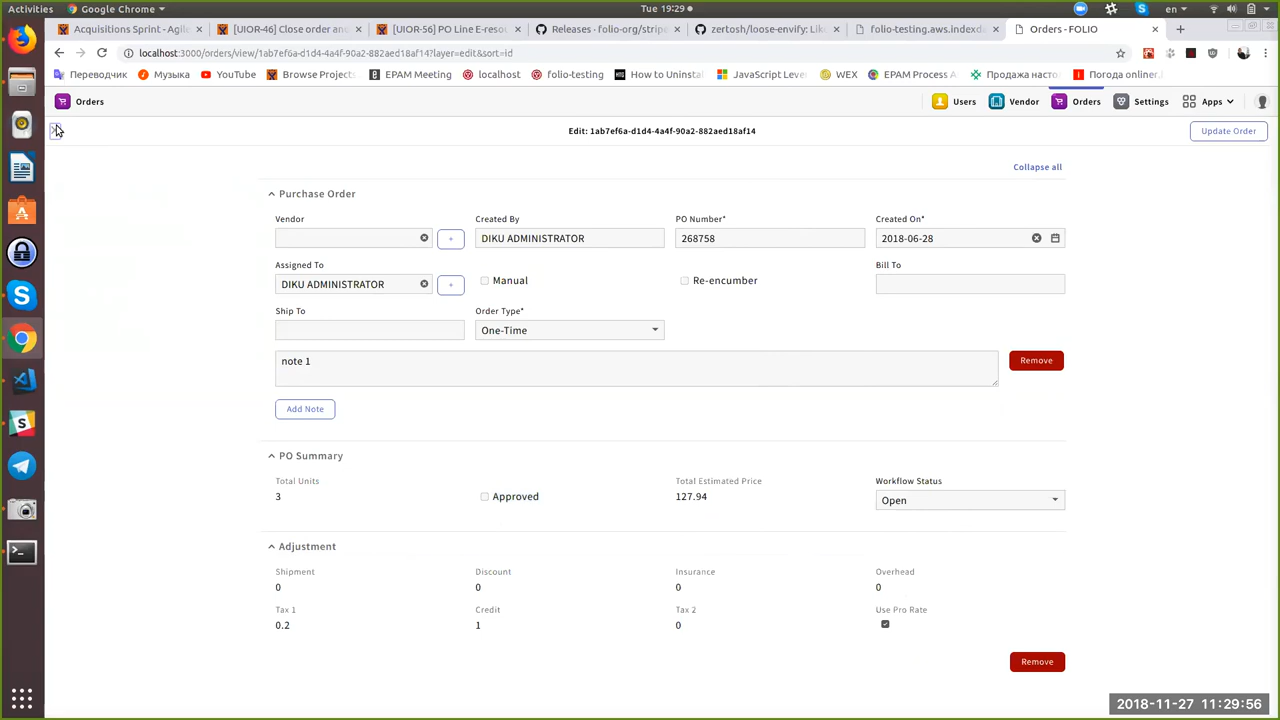 Activities Google Chrome Tue 19:29 en
Acquisitions Sprint - Agil [UIOR-46] Close order and [UIOR-56] PO Line E-resou Releases · folio-org/strip zertosh/loose-envify: Lik folio-testing.aws.indexda Orders - FOLIO
localhost:3000/orders/view/1ab7ef6a-d1d4-4a4f-90a2-882aed18af14?layer=edit&sort=id
Переводчик Музыка YouTube Browse Projects EPAM Meeti localhost folio-testing How to Uninsta JavaScript Leve WEX EPAM Process A Продажа насто Погода onliner.
Orders Users Vendor Orders Settings Apps
Edit: 1ab7ef6a-d1d4-4a4f-90a2-882aed18af14 Update Order
Collapse all
Purchase Order
Vendor Created By PO Number* Created On*
DIKU ADMINISTRATOR 268758 2018-06-28
Assigned To Bill To
DIKU ADMINISTRATOR Manual Re-encumber
Ship To Order Type*
One-Time
note 1 Remove
Add Note
PO Summary
Total Units Total Estimated Price Workflow Status
3 Approved 127.94 Open
Adjustment
Shipment Discount Insurance Overhead
0 0 0 0
Tax 1 Credit Tax 2 Use Pro Rate
0.2 1 0
Remove
2018-11-27 11:29:56